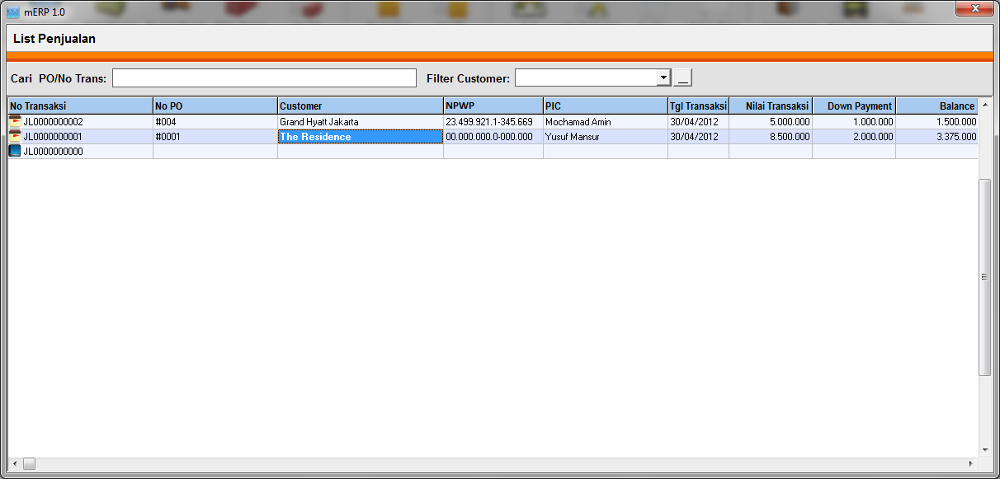 mERP 1.0
List Penjualan
Cari PO/No Trans: Filter Customer: __
No Transaksi No PO Customer NPWP PIC Tgl Transaksi Nilai Transaksi Down Payment Balance
JL0000000002 #004 Grand Hyatt Jakarta 23.499.921.1-345.669 Mochamad Amin 30/04/2012 5.000.000 1.000.000 1.500.000
JL0000000001 #0001 The Residence 00.000.000.0-000.000 Yusuf Mansur 30/04/2012 8.500.000 2.000.000 3.375.000
JL0000000000